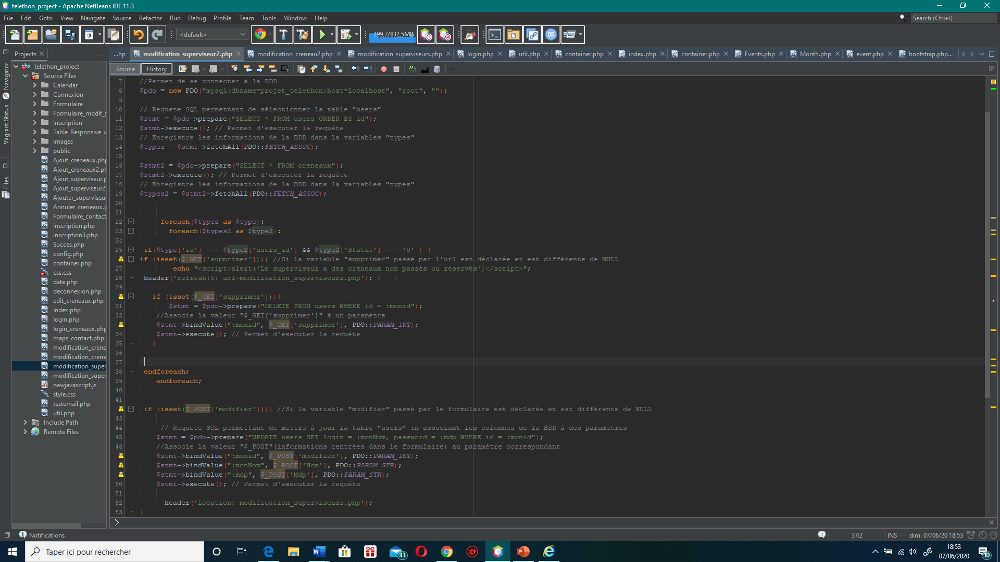 telethon_project - Apache NetBeans IDE 11.3
File Edit Goto View Navigate Source Refactor Run Debug Profile Team Tools Window Help
Search (Ctrl+I)
<default>
299,7/832,5MB
Projects
...hp modification_superviseur2.php modification_creneau2.php modification_superviseurs.php login.php util.php container.php index.php container.php Events.php Month.php event.php bootstrap.php...
Source History
Navigator
Vagrant Status
Files
telethon_project
Source Files
Calendar
Connexion
Formulaire
Formulaire_modif_s
Inscription
Table_Responsive_v
images
public
Ajout_creneaux.php
Ajout_creneaux2.ph
Ajout_superviseur.p
Ajout_superviseur2.
Ajouter_superviseur
Annuler_creneaux.p
Formulaire_contact
Inscription.php
Inscription3.php
Succes.php
config.php
container.php
css.css
date.php
deconnexion.php
edit_creneaux.php
index.php
login.php
login_creneaux.php
maps_contact.php
modification_crene
modification_crene
modification_super
modification_super
newjavascript.js
style.css
testemail.php
util.php
Include Path
Remote Files
7 //Permet de se connecter à la BDD
8 $pdo = new PDO("mysql:dbname=projet_telethon;host=localhost", "root", "");
9
10 // Requete SQL permettant de sélectionner la table "users"
11 $stmt = $pdo->prepare("SELECT * FROM users ORDER BY id");
12 $stmt->execute(); // Permet d'executer la requéte
13 // Enregistre les informations de la BDD dans la variables "types"
14 $types = $stmt->fetchAll(PDO::FETCH_ASSOC);
15
16 $stmt2 = $pdo->prepare("SELECT * FROM creneaux");
17 $stmt2->execute(); // Permet d'executer la requéte
18 // Enregistre les informations de la BDD dans la variables "types"
19 $types2 = $stmt2->fetchAll(PDO::FETCH_ASSOC);
20
21
22 foreach($types as $type):
23 foreach($types2 as $type2):
24
25 if($type['id'] === $type2['users_id'] && $type2['Statut'] === '0' ) {
if (isset($_GET['supprimer'])){ //Si la variable "supprimer" passé par l'url est déclarée et est différente de NULL
27 echo "<script>alert('Le superviseur a des créneaux non passés ou réservés')</script>";
28 header('refresh:0; url=modification_superviseurs.php'); } }
29
if (isset($_GET['supprimer'])){
31 $stmt = $pdo->prepare("DELETE FROM users WHERE id = :monid");
32 //Associe la valeur "$_GET['supprimer']" à un paramètre
$stmt->bindValue(":monid", $_GET['supprimer'], PDO::PARAM_INT);
34 $stmt->execute(); // Permet d'executer la requéte
35 }
36
37
38 endforeach;
39 endforeach;
40
41
if (isset($_POST['modifier'])){ //Si la variable "modifier" passé par le formulaire est déclarée et est différente de NULL
43
44 // Requete SQL permettant de mettre à jour la table "users" en associant les colonnes de la BDD à des paramètres
45 $stmt = $pdo->prepare("UPDATE users SET login = :monNom, password = :mdp WHERE id = :monid");
46 //Associe la valeur "$_POST"(informations rentrées dans le formulaire) au paramètre correspondant
$stmt->bindValue(":monid", $_POST['modifier'], PDO::PARAM_INT);
$stmt->bindValue(":monNom", $_POST['Nom'], PDO::PARAM_STR);
$stmt->bindValue(":mdp", $_POST['Mdp'], PDO::PARAM_STR);
50 $stmt->execute(); // Permet d'executer la requéte
51
52 header('Location: modification_superviseurs.php');
53 }
Notifications
1
37:2 INS dim. 07/06/20 18:53
Taper ici pour rechercher
33
18:53
07/06/2020
10